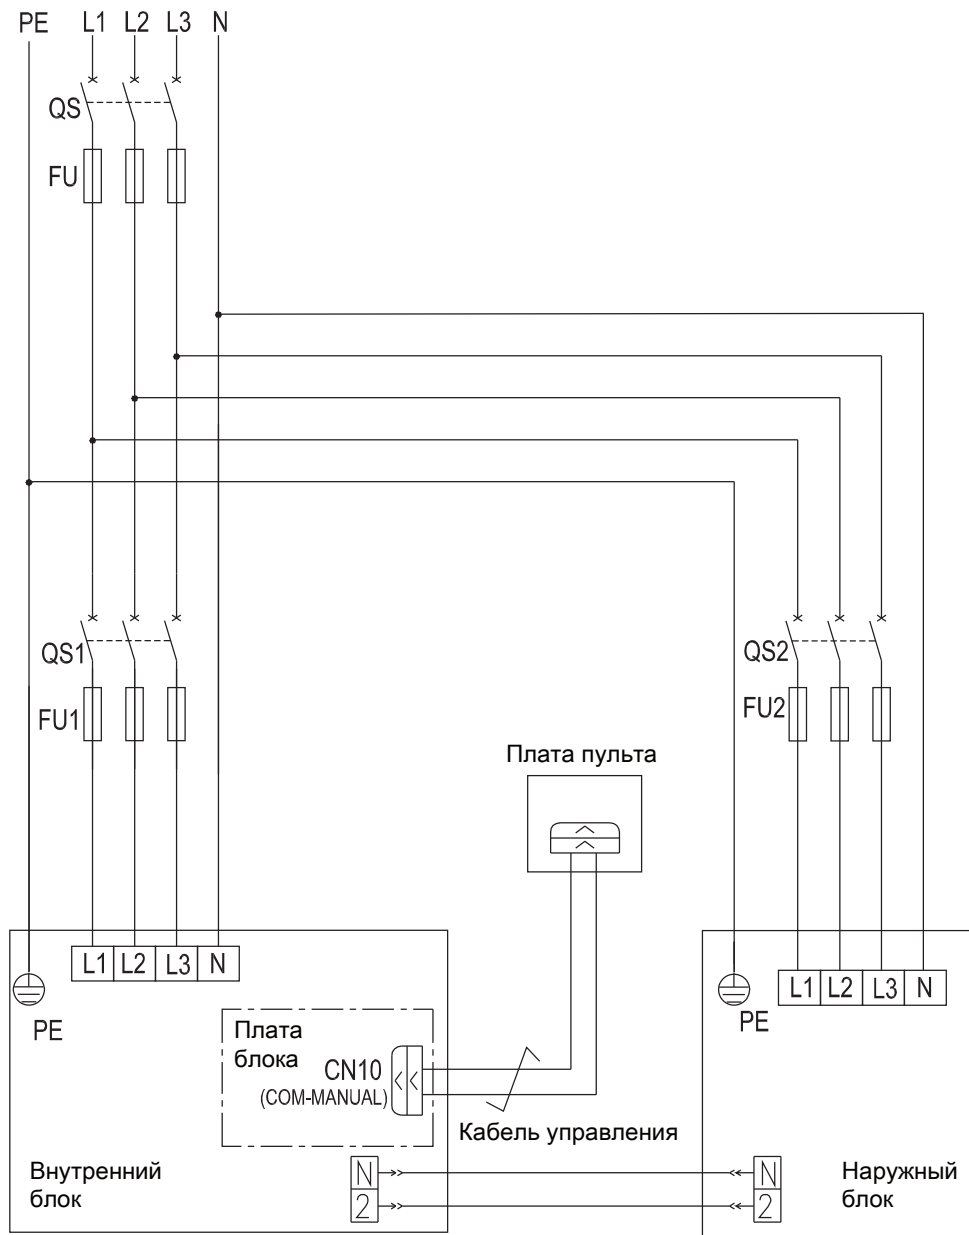 PE L1 L2 L3 N
QS
FU
QS1
FU1
QS2
FU2
Плата пульта
L1 L2 L3 N
PE
L1 L2 L3 N
PE
Плата
блока
CN10
(COM-MANUAL)
Кабель управления
Внутренний
блок
N
2
N
2
Наружный
блок